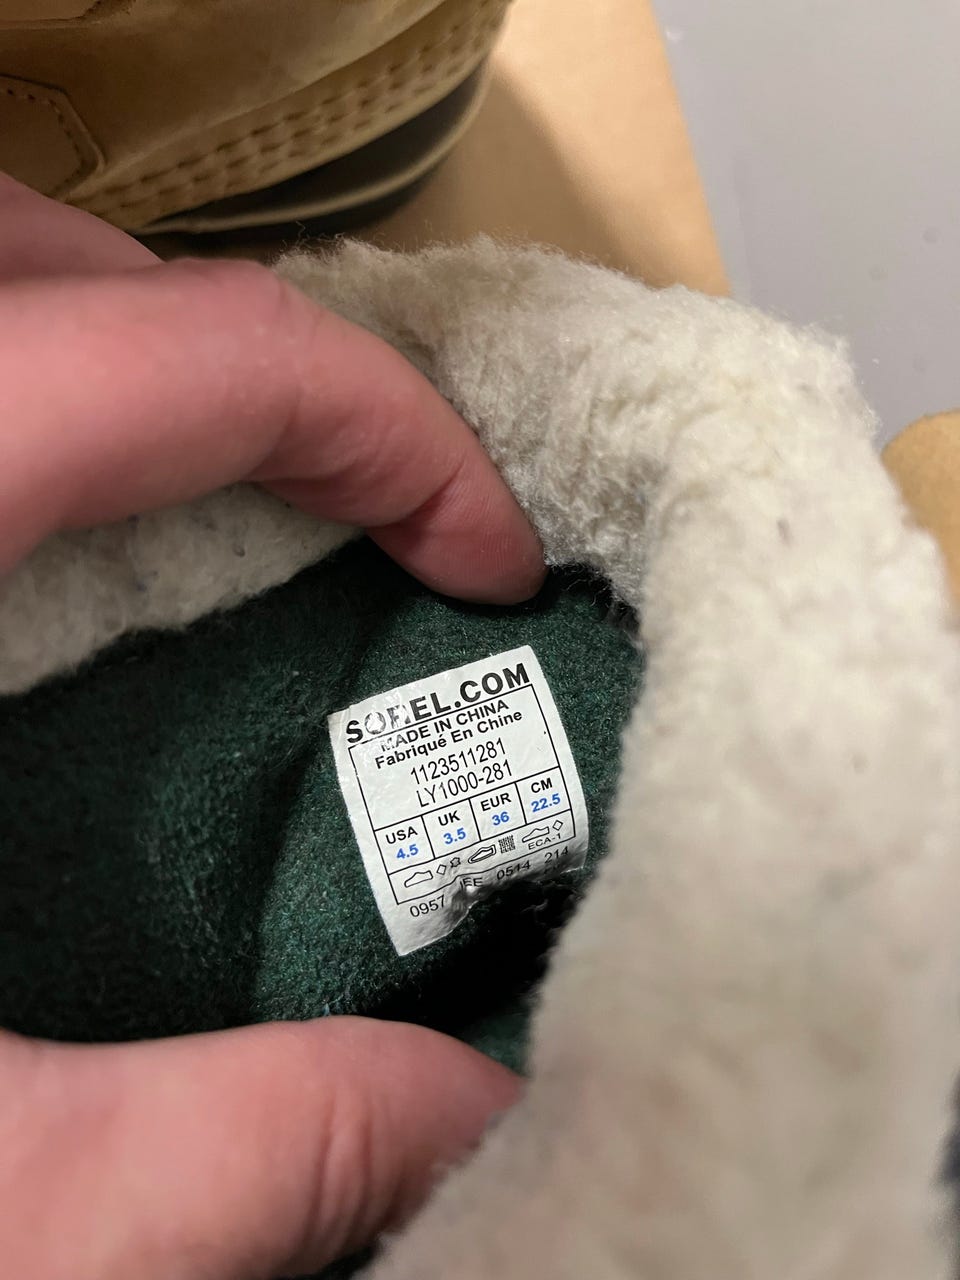 SOREL.COM
MADE IN CHINA
Fabriqué En Chine
1123511281
LY1000-281
USA UK EUR CM
4.5 3.5 36 22.5
ECA-1
0957 IEE 0514 214